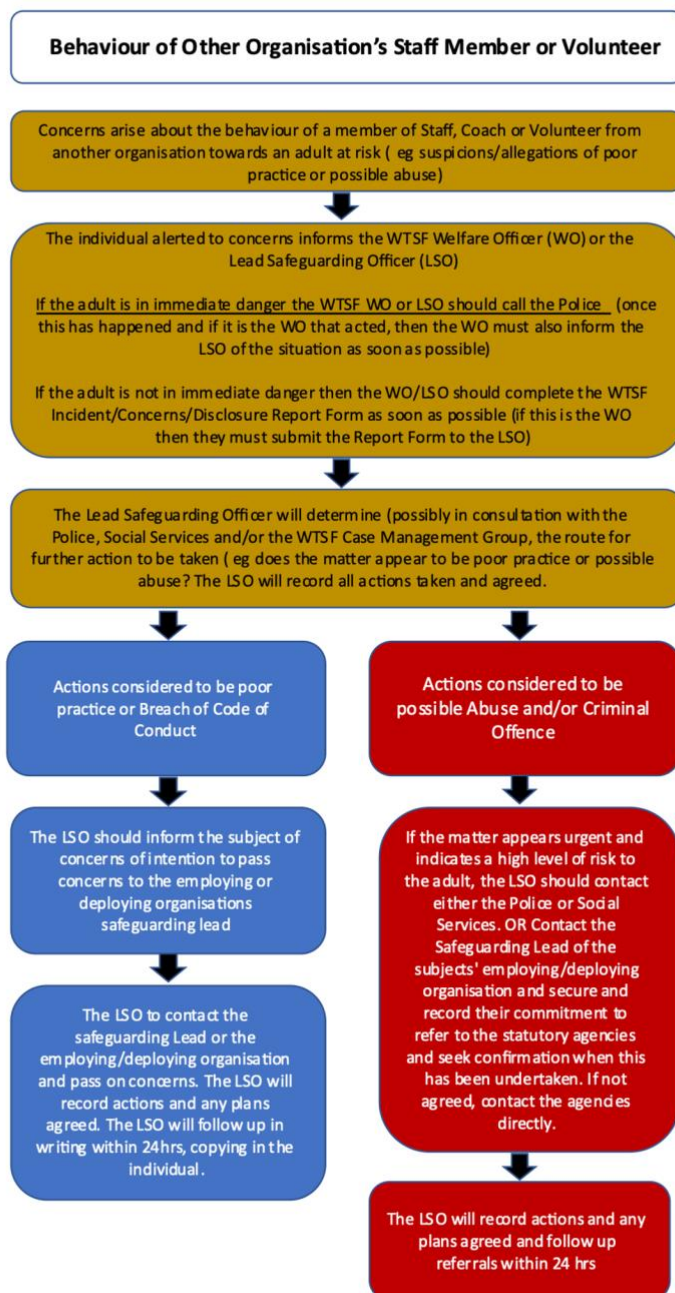 Behaviour of Other Organisation's Staff Member or Volunteer
Concerns arise about the behaviour of a member of Staff, Coach or Volunteer from
another organisation towards an adult at risk ( eg suspicions/allegations of poor
practice or possible abuse)
The individual alerted to concerns informs the WTSF Welfare Officer (WO) or the
Lead Safeguarding Officer (LSO)
If the adult is in immediate danger the WTSF WO or LSO should call the Police (once
this has happened and if it is the WO that acted, then the WO must also inform the
LSO of the situation as soon as possible)
If the adult is not in immediate danger then the WO/LSO should complete the WTSF
Incident/Concerns/Disclosure Report Form as soon as possible (if this is the WO
then they must submit the Report Form to the LSO)
The Lead Safeguarding Officer will determine (possibly in consultation with the
Police, Social Services and/or the WTSF Case Management Group, the route for
further action to be taken ( eg does the matter appear to be poor practice or possible
abuse? The LSO will record all actions taken and agreed.
Actions considered to be poor
practice or Breach of Code of
Conduct
The LSO should inform the subject of
concerns of intention to pass
concerns to the employing or
deploying organisations
safeguarding lead
The LSO to contact the
safeguarding Lead or the
employing/deploying organisation
and pass on concerns. The LSO will
record actions and any plans
agreed. The LSO will follow up in
writing within 24hrs, copying in the
individual.
Actions considered to be
possible Abuse and/or Criminal
Offence
If the matter appears urgent and
indicates a high level of risk to
the adult, the LSO should contact
either the Police or Social
Services. OR Contact the
Safeguarding Lead of the
subjects' employing/deploying
organisation and secure and
record their commitment to
refer to the statutory agencies
and seek confirmation when this
has been undertaken. If not
agreed, contact the agencies
directly.
The LSO will record actions and any
plans agreed and follow up
referrals within 24 hrs